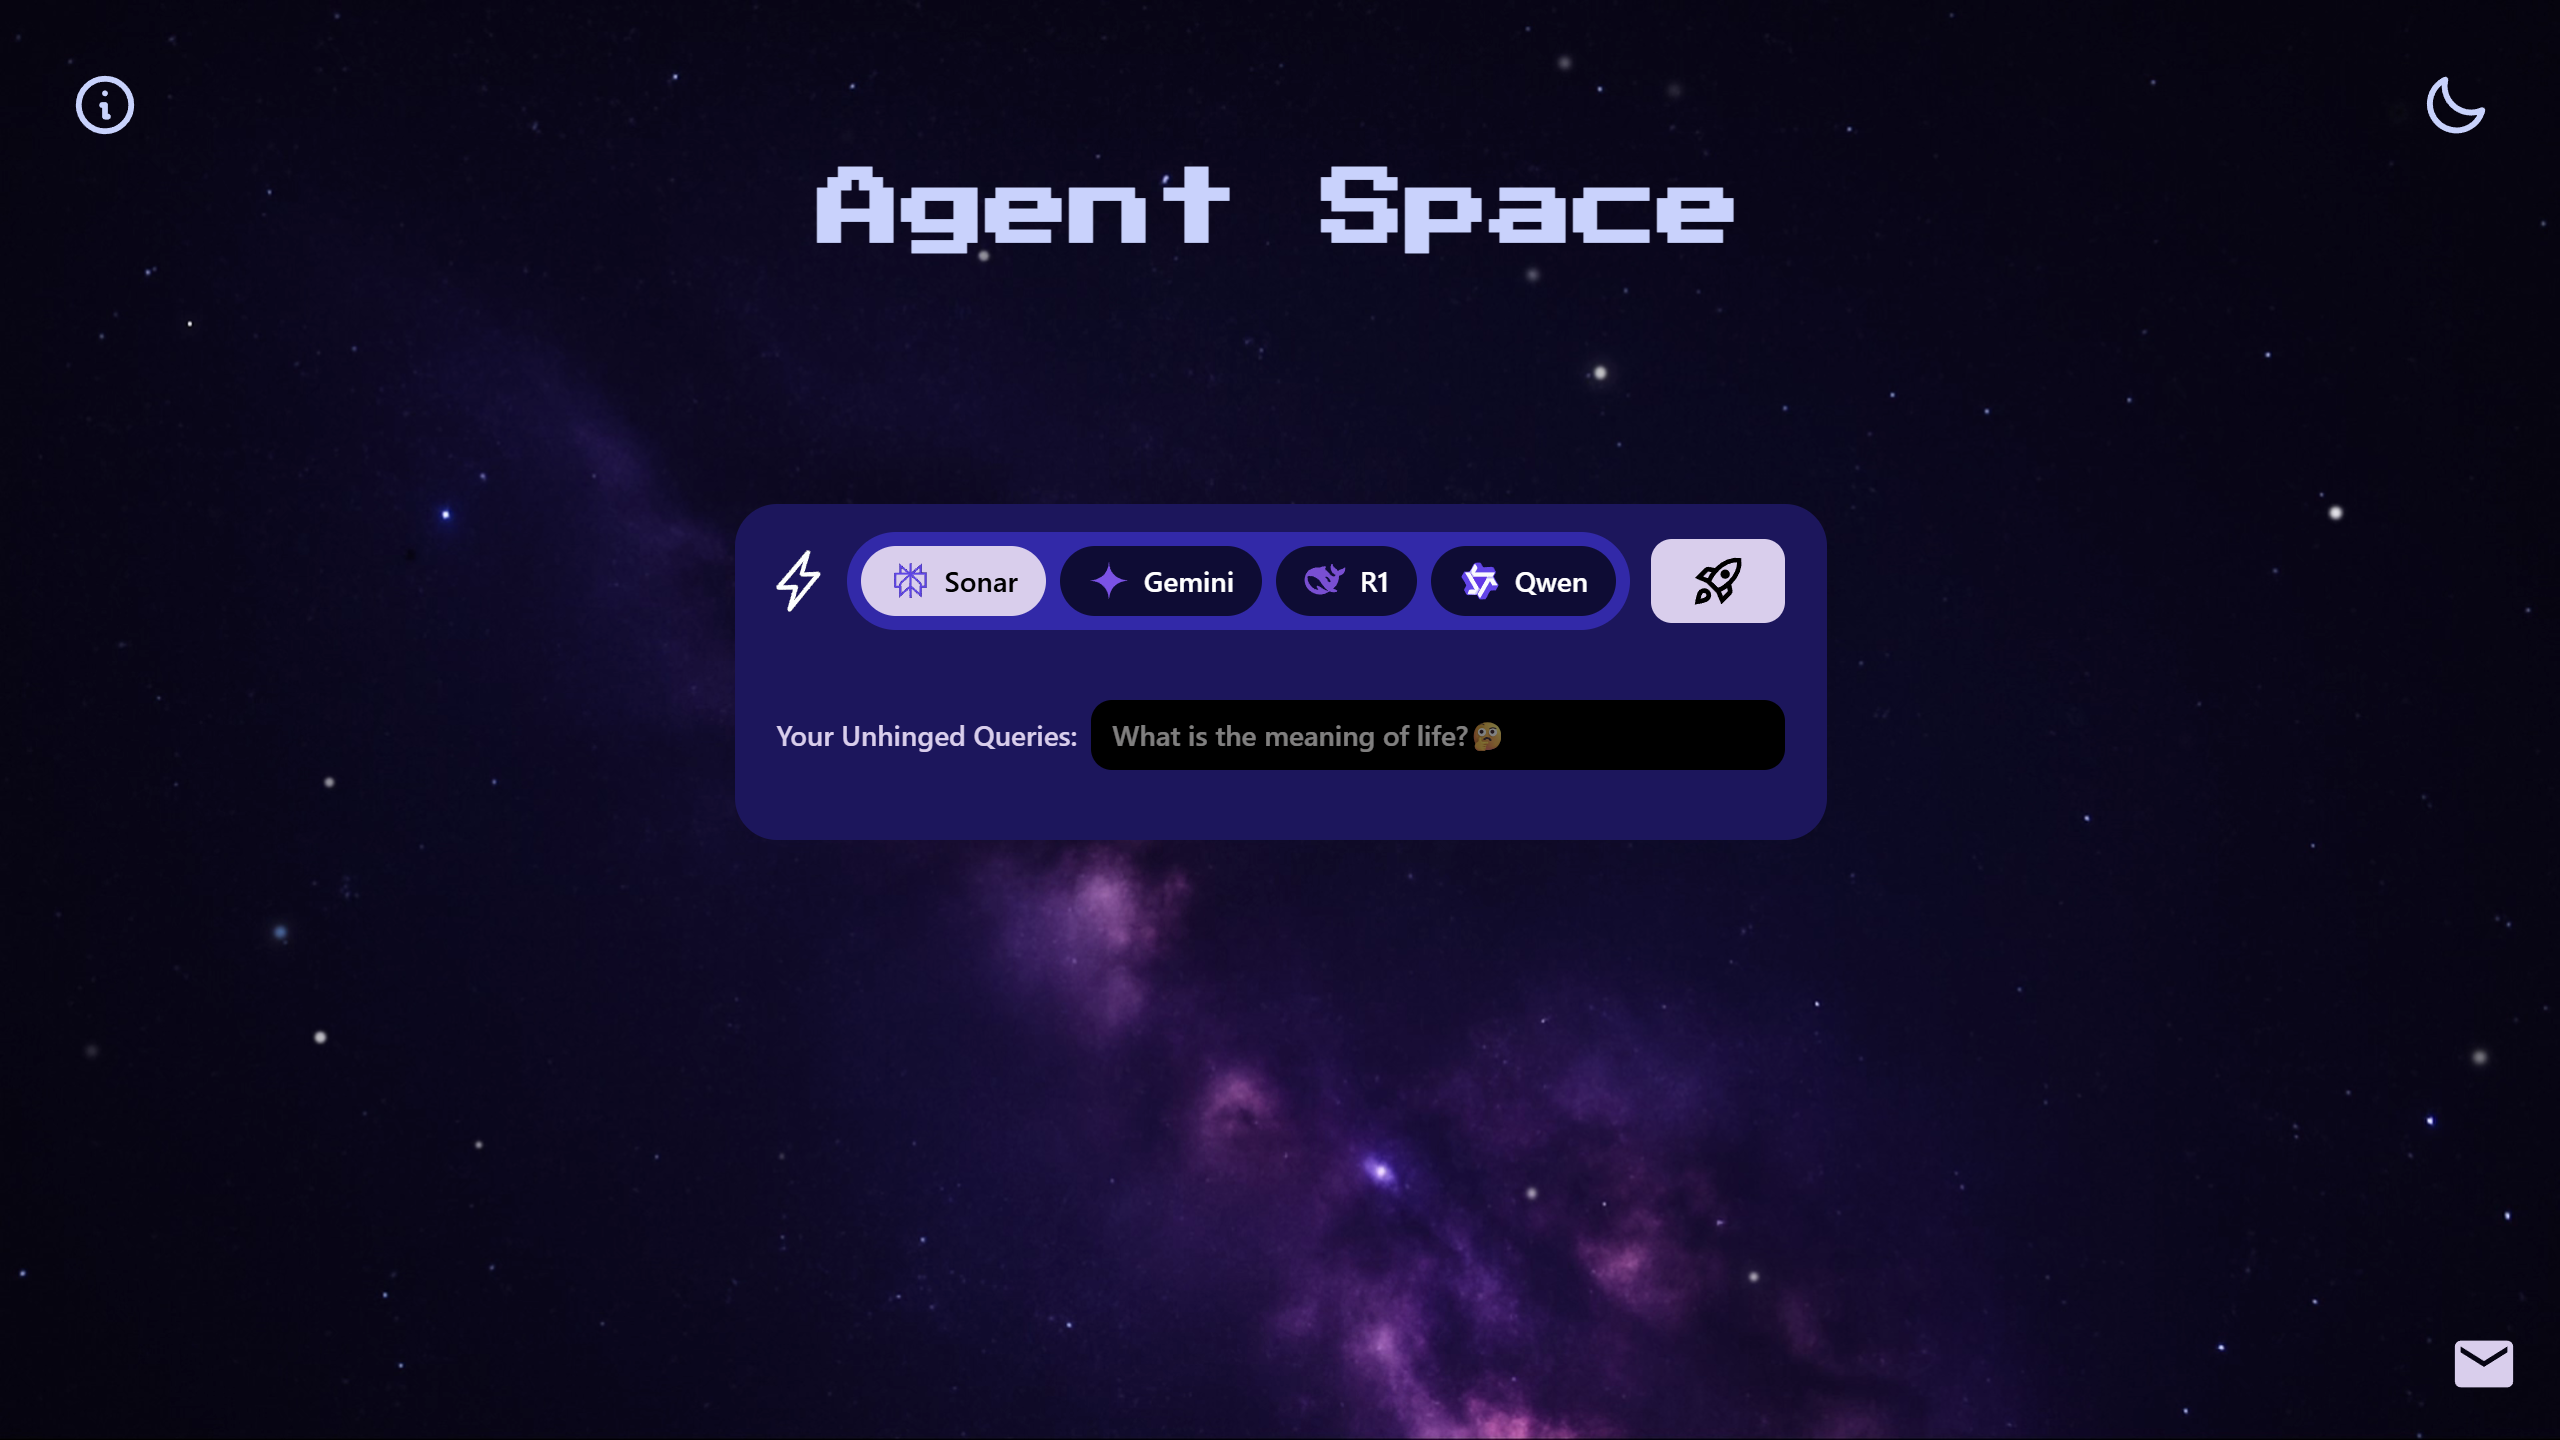 Agent Space
Sonar Gemini R1 Qwen
Your Unhinged Queries: What is the meaning of life?🤔